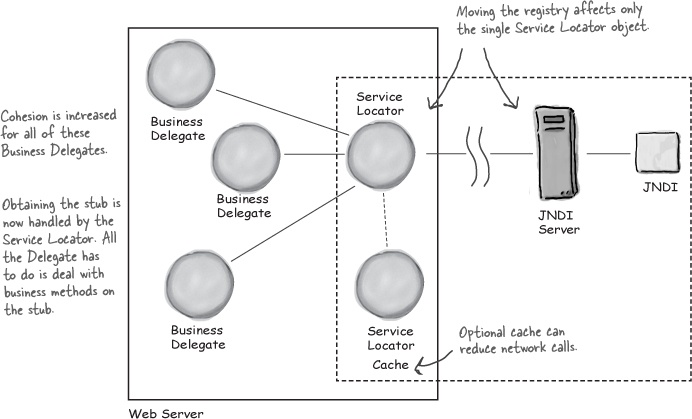 Moving the registry affects only
the single Service Locator object.
Cohesion is increased
for all of these
Business Delegates.
Obtaining the stub is
now handled by the
Service Locator. All
the Delegate has
to do is deal with
business methods on
the stub.
Business
Delegate
Business
Delegate
Business
Delegate
Service
Locator
Service
Locator
Cache
JNDI
Server
JNDI
Optional cache can
reduce network calls.
Web Server